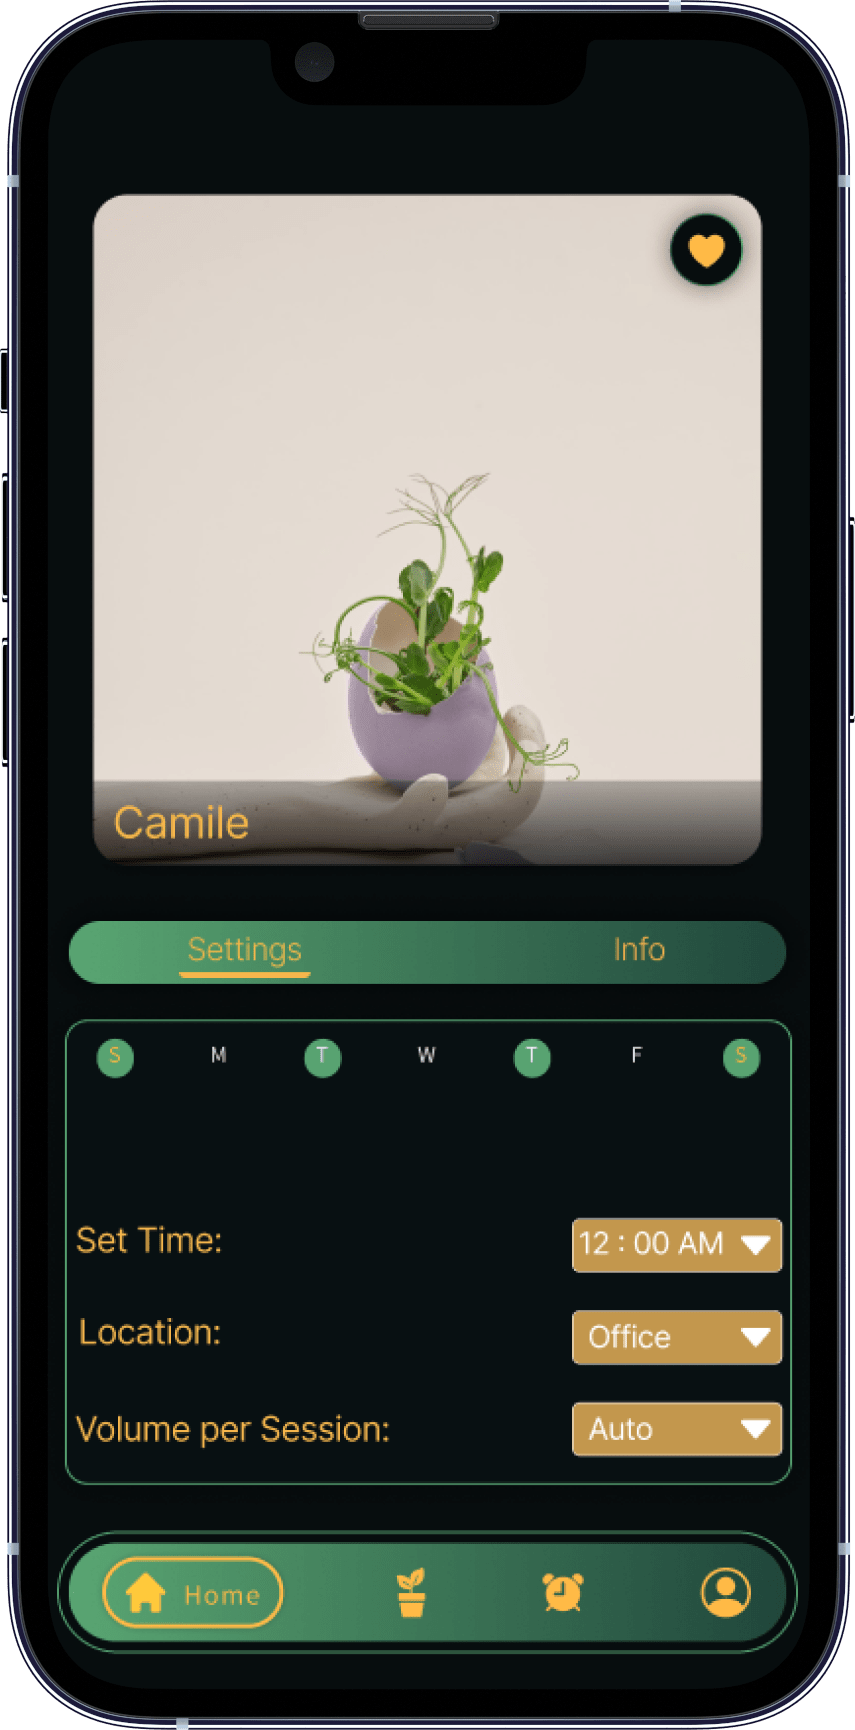 Camile
Settings Info
S M T W T F S
Set Time: 12 : 00 AM
Location: Office
Volume per Session: Auto
Home